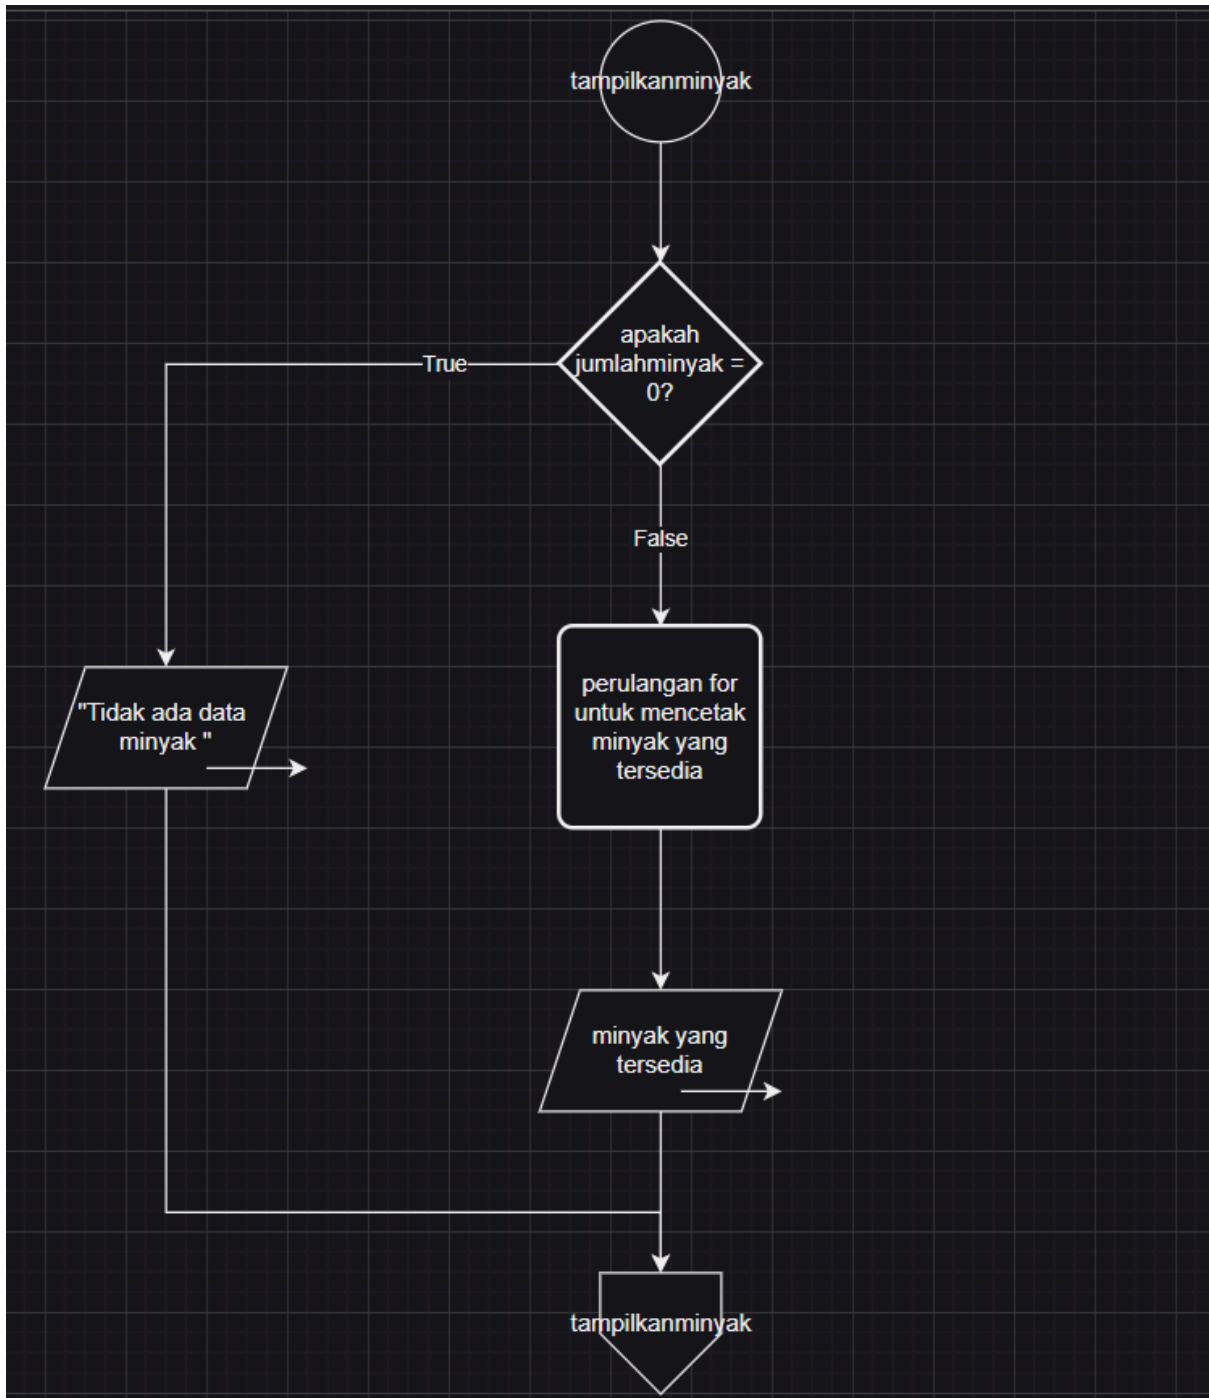 tampilkanminyak
apakah
jumlahminyak =
0?
True
False
perulangan for
untuk mencetak
minyak yang
tersedia
"Tidak ada data
minyak "
minyak yang
tersedia
tampilkanminyak